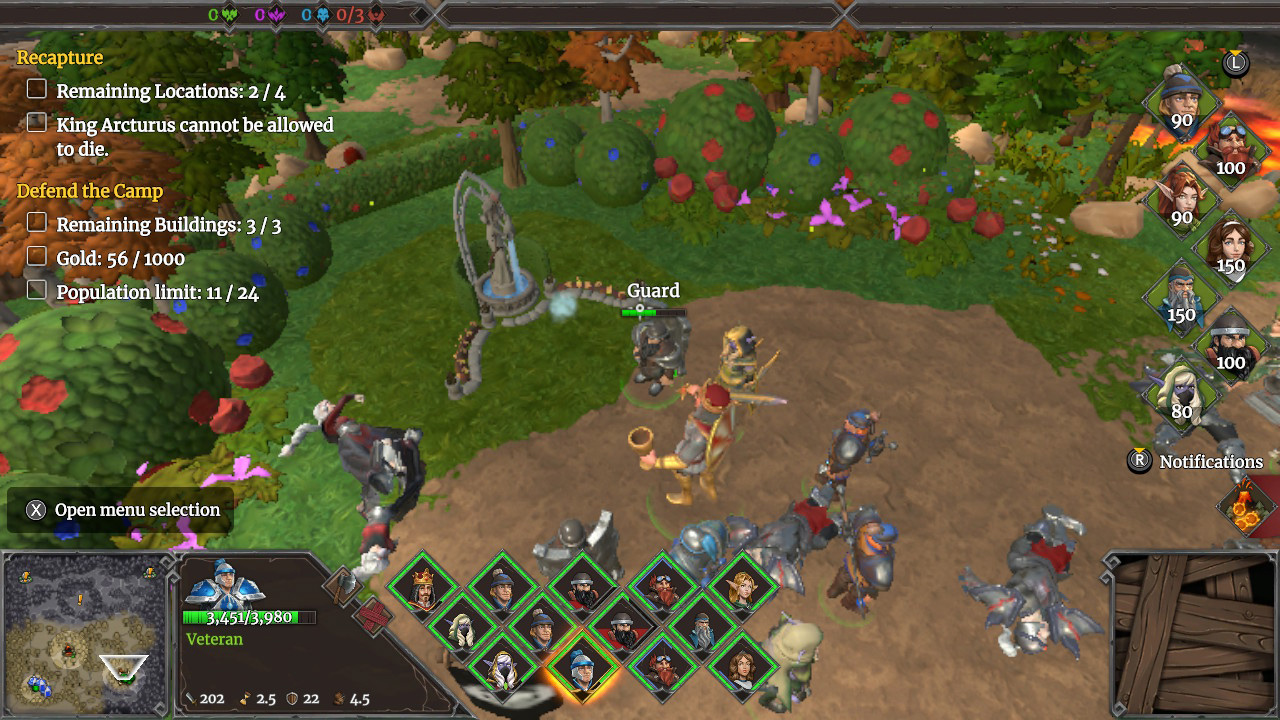 0 0 0 0/3
Recapture
Remaining Locations: 2 / 4
King Arcturus cannot be allowed
to die.
Defend the Camp
Remaining Buildings: 3 / 3
Gold: 56 / 1000
Population limit: 11 / 24
Guard
L
90
100
90
150
150
100
80
R Notifications
X Open menu selection
3,451/3,980
Veteran
202 2.5 22 4.5